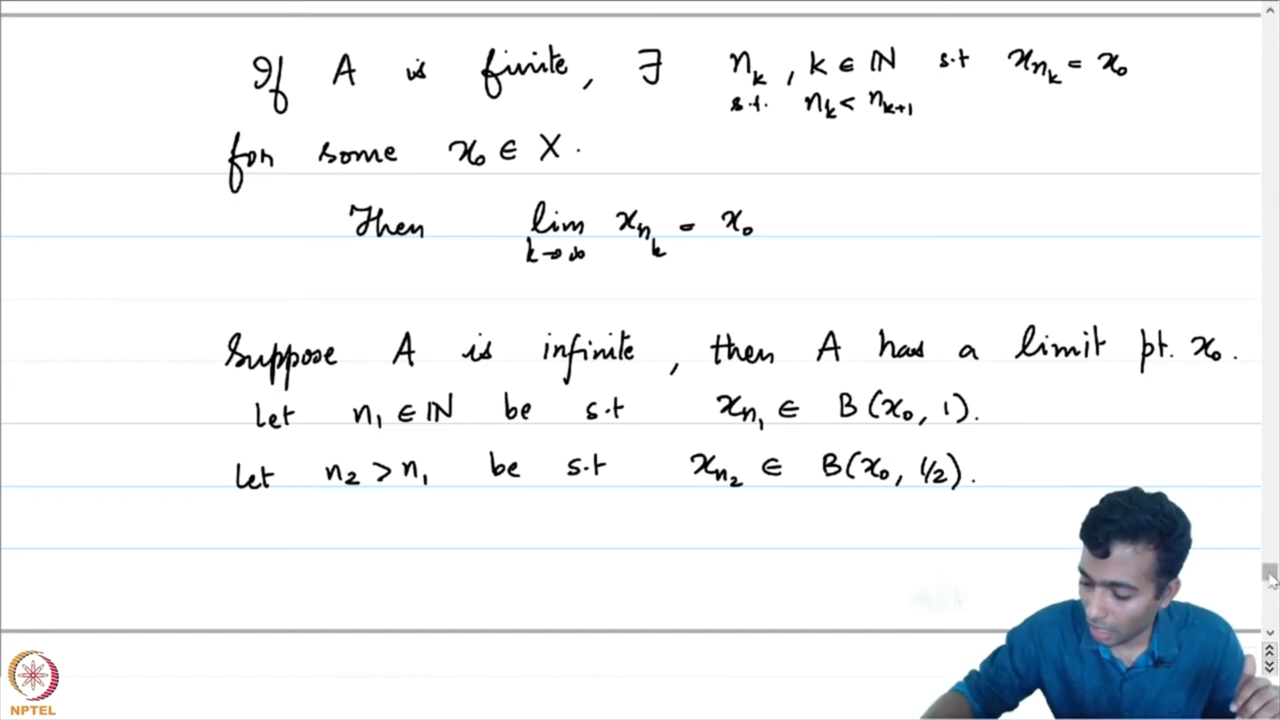 If A is finite, ∃ n_k, k ∈ ℕ s.t x_{n_k} = x_0
s.t. n_k < n_{k+1}
for some x_0 ∈ X.
Then lim_{k→∞} x_{n_k} = x_0
Suppose A is infinite, then A has a limit pt. x_0.
Let n_1 ∈ ℕ be s.t x_{n_1} ∈ B(x_0, 1).
Let n_2 > n_1 be s.t x_{n_2} ∈ B(x_0, 1/2).
NPTEL